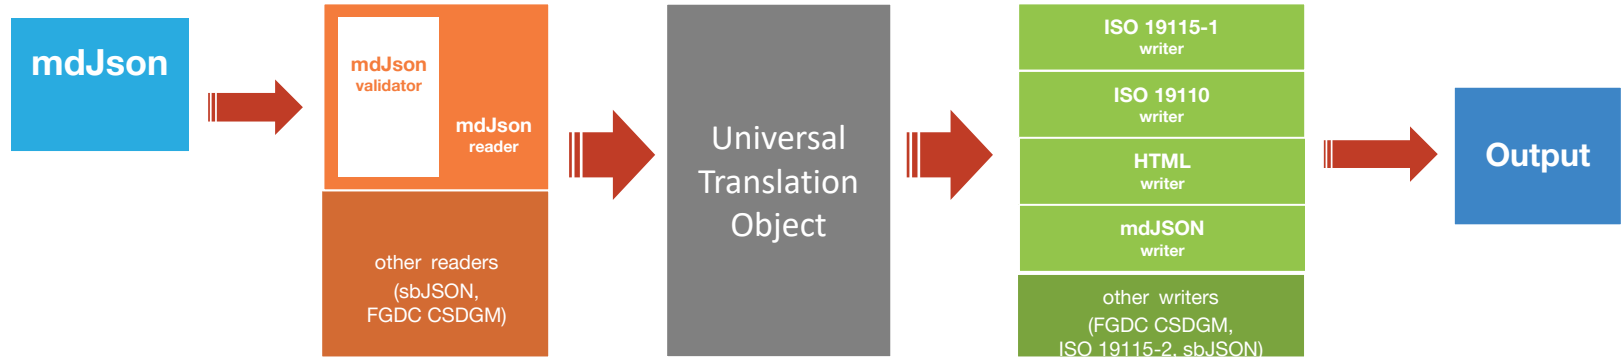 mdJson
mdJson
validator
mdJson
reader
other readers
(sbJSON,
FGDC CSDGM)
Universal
Translation
Object
ISO 19115-1
writer
ISO 19110
writer
HTML
writer
mdJSON
writer
other writers
(FGDC CSDGM,
ISO 19115-2, sbJSON)
Output